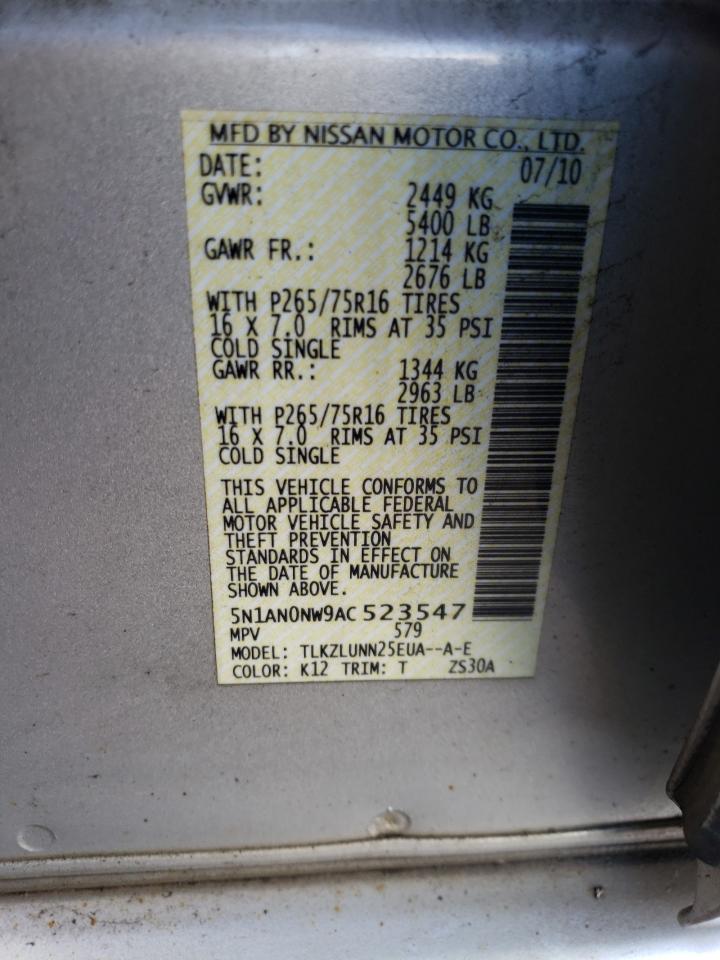 MFD BY NISSAN MOTOR CO., LTD.
DATE: 07/10
GVWR: 2449 KG
5400 LB
GAWR FR.: 1214 KG
2676 LB
WITH P265/75R16 TIRES
16 X 7.0 RIMS AT 35 PSI
COLD SINGLE
GAWR RR.: 1344 KG
2963 LB
WITH P265/75R16 TIRES
16 X 7.0 RIMS AT 35 PSI
COLD SINGLE
THIS VEHICLE CONFORMS TO
ALL APPLICABLE FEDERAL
MOTOR VEHICLE SAFETY AND
THEFT PREVENTION
STANDARDS IN EFFECT ON
THE DATE OF MANUFACTURE
SHOWN ABOVE.
5N1AN0NW9AC523547
MPV 579
MODEL: TLKZLUNN25EUA--A-E
COLOR: K12 TRIM: T ZS30A